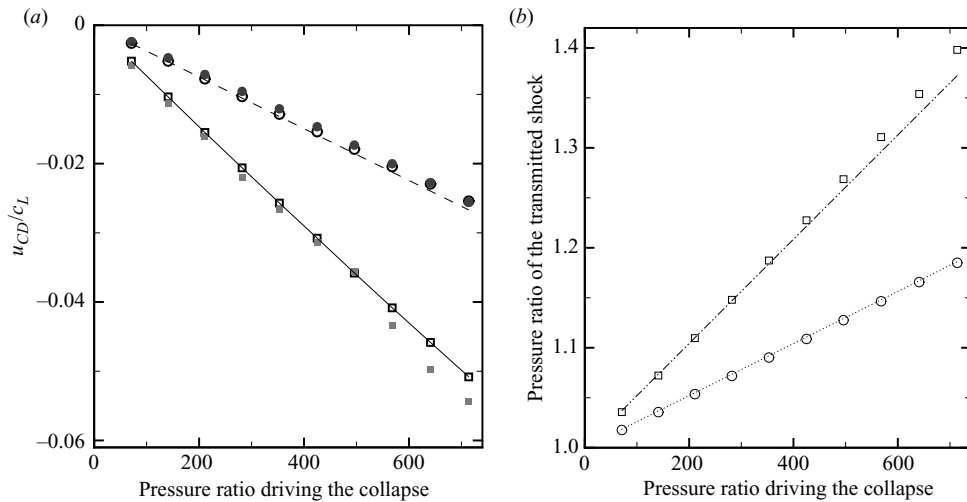 (a)
0
−0.02
−0.04
−0.06
u_CD/c_L
0
200
400
600
Pressure ratio driving the collapse
(b)
1.4
1.3
1.2
1.1
1.0
Pressure ratio of the transmitted shock
0
200
400
600
Pressure ratio driving the collapse